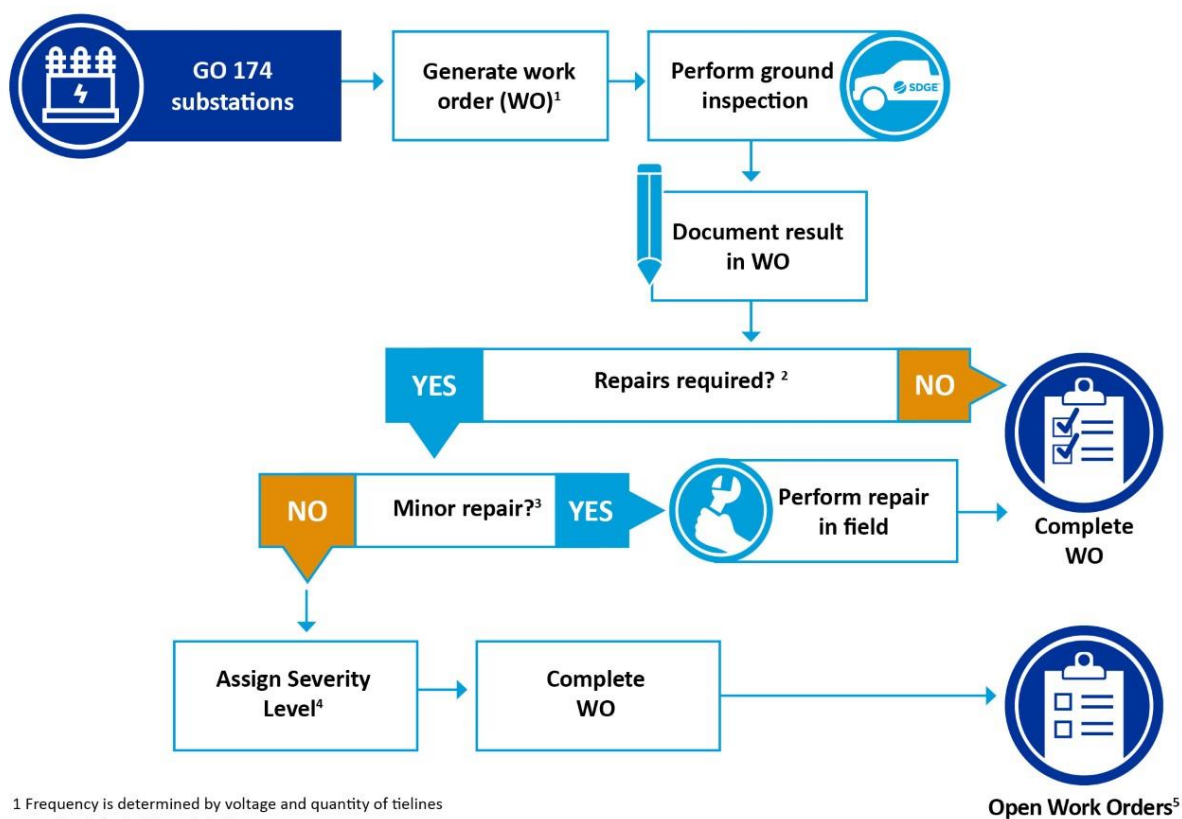 GO 174
substations
Generate work
order (WO)¹
Perform ground
inspection
SDGE
Document result
in WO
YES
Repairs required? ²
NO
NO
Minor repair?³
YES
Perform repair
in field
Complete
WO
Assign Severity
Level⁴
Complete
WO
Open Work Orders⁵
1 Frequency is determined by voltage and quantity of tielines